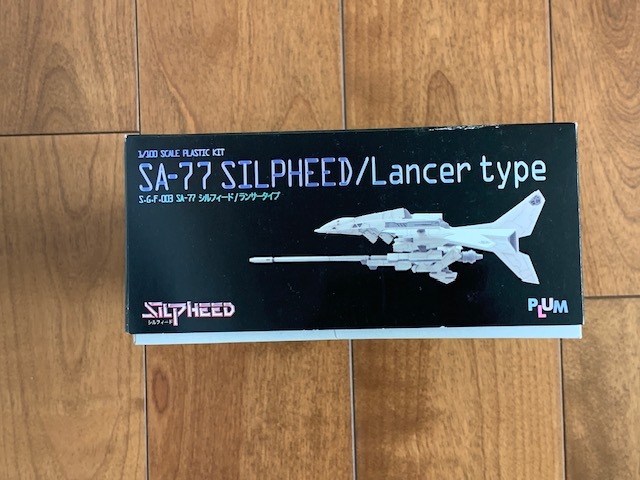 1/100 SCALE PLASTIC KIT
SA-77 SILPHEED/Lancer type
S-G-F-003 SA-77 シルフィード/ランサータイプ
SILPHEED
シルフィード
PLUM